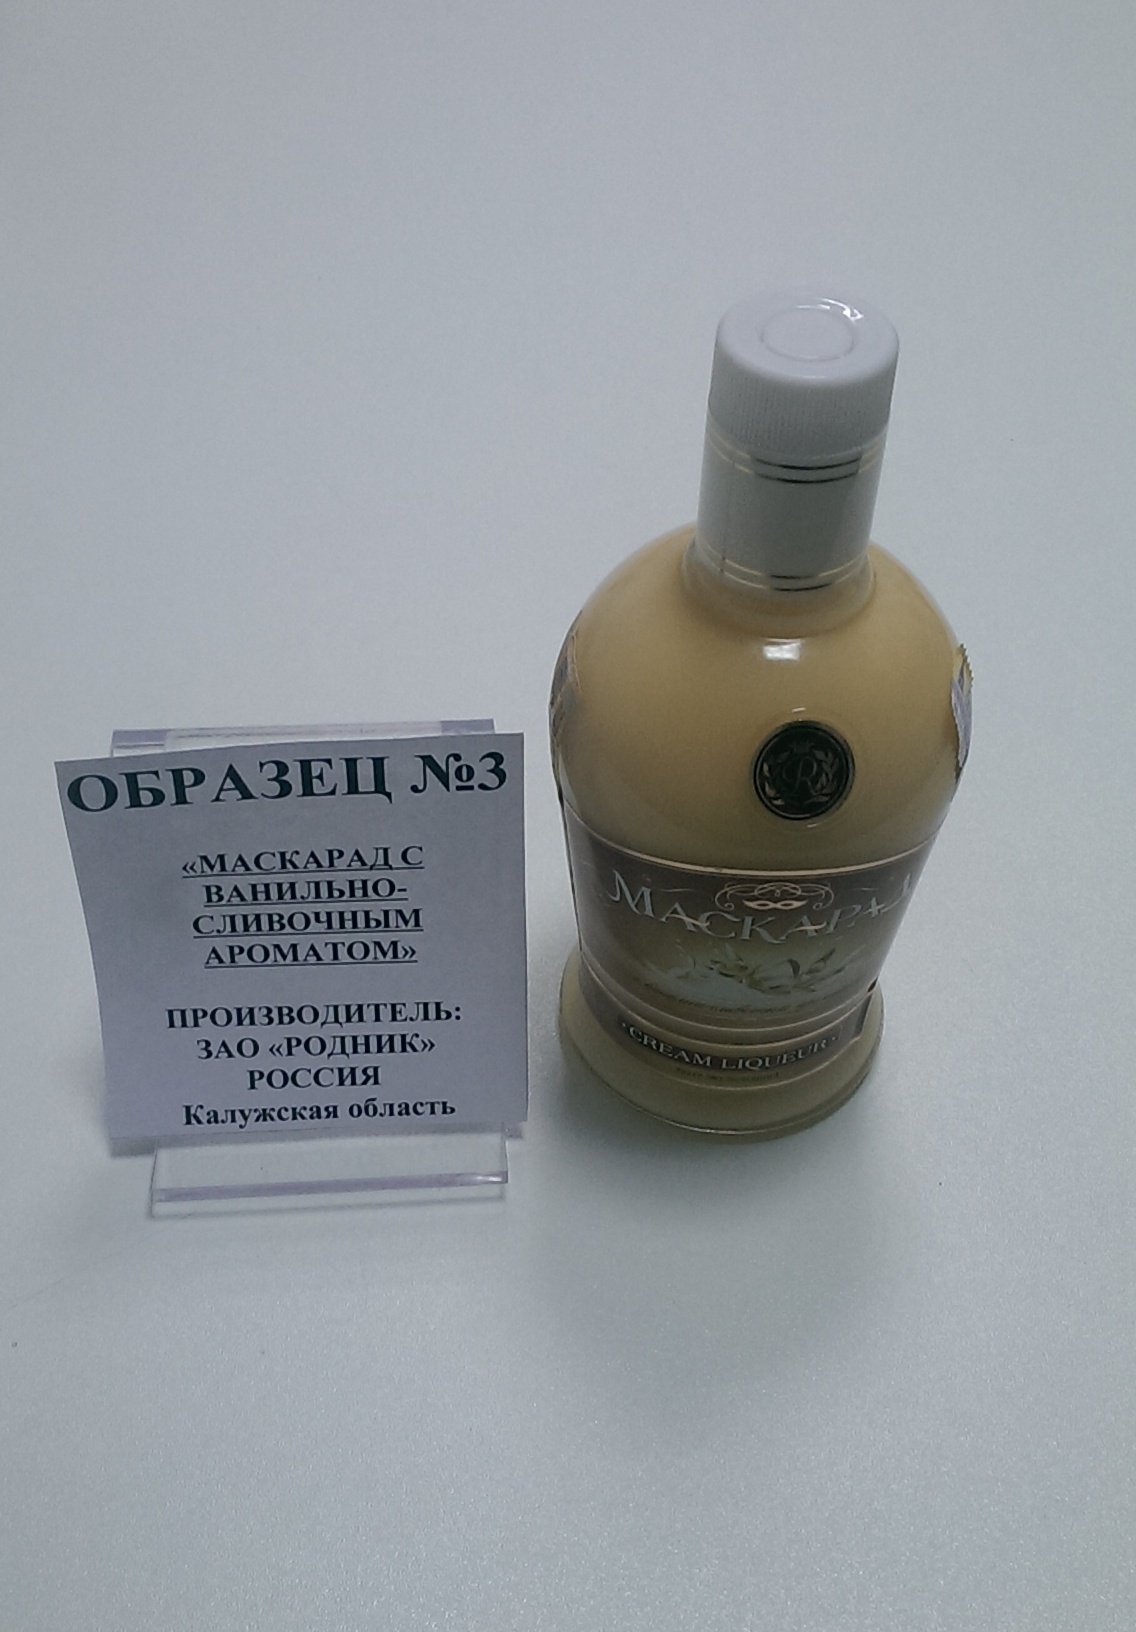 ОБРАЗЕЦ №3
«МАСКАРАД С
ВАНИЛЬНО-
СЛИВОЧНЫМ
АРОМАТОМ»
ПРОИЗВОДИТЕЛЬ:
ЗАО «РОДНИК»
РОССИЯ
Калужская область
R
МАСКАРАД
CREAM LIQUEUR